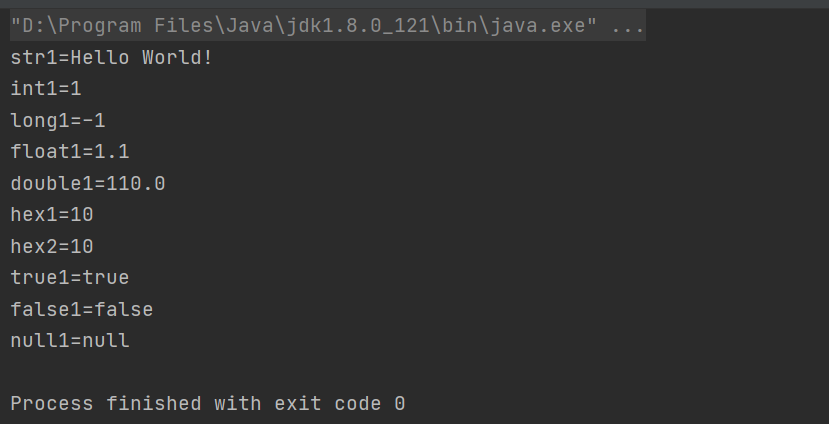 "D:\Program Files\Java\jdk1.8.0_121\bin\java.exe" ...
str1=Hello World!
int1=1
long1=-1
float1=1.1
double1=110.0
hex1=10
hex2=10
true1=true
false1=false
null1=null
Process finished with exit code 0